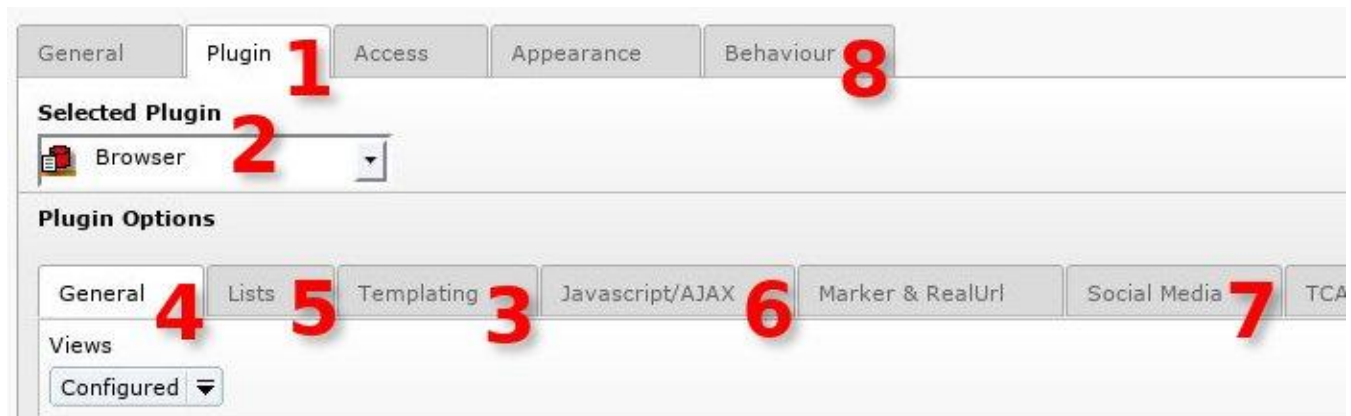 General Plugin 1 Access Appearance Behaviour 8
Selected Plugin
Browser 2
Plugin Options
General 4 Lists 5 Templating 3 Javascript/AJAX 6 Marker & RealUrl Social Media 7 TCA
Views
Configured